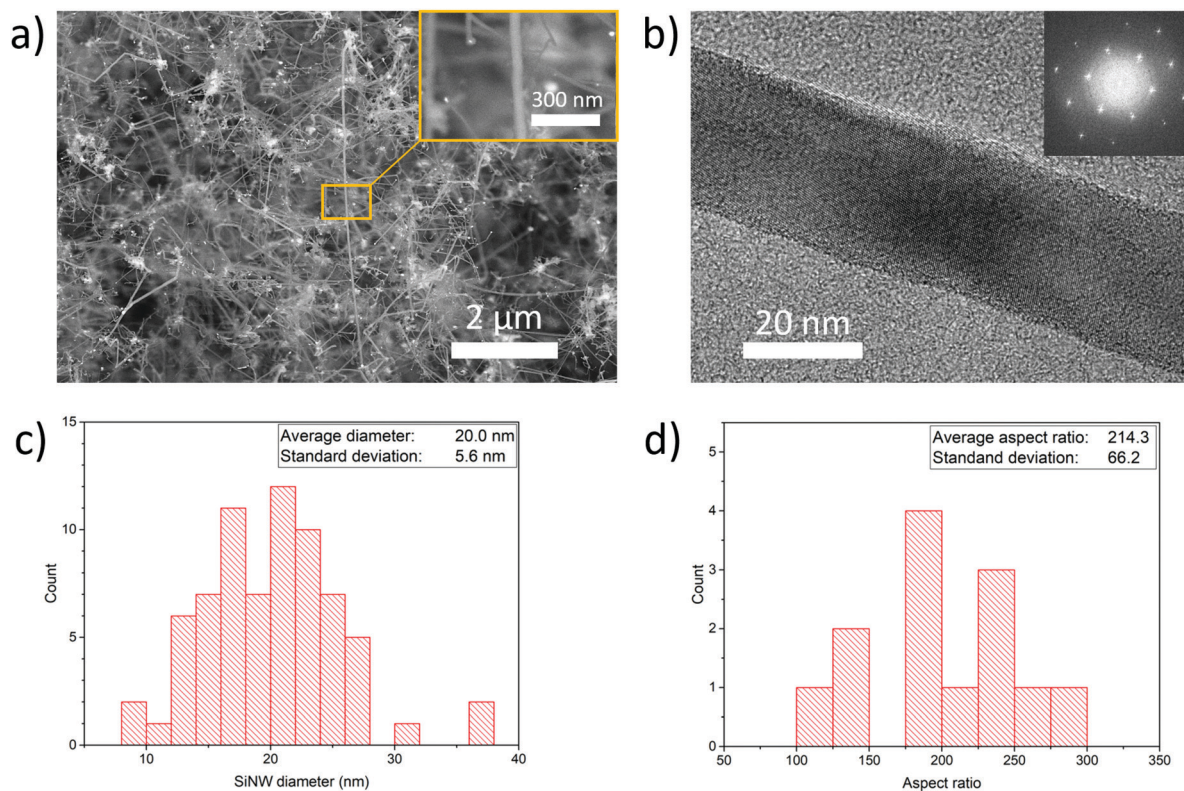 a)
300 nm
2 μm
b)
20 nm
c)
Average diameter: 20.0 nm
Standard deviation: 5.6 nm
15
10
5
0
Count
10 20 30 40
SiNW diameter (nm)
d)
Average aspect ratio: 214.3
Standand deviation: 66.2
5
4
3
2
1
0
Count
50 100 150 200 250 300 350
Aspect ratio